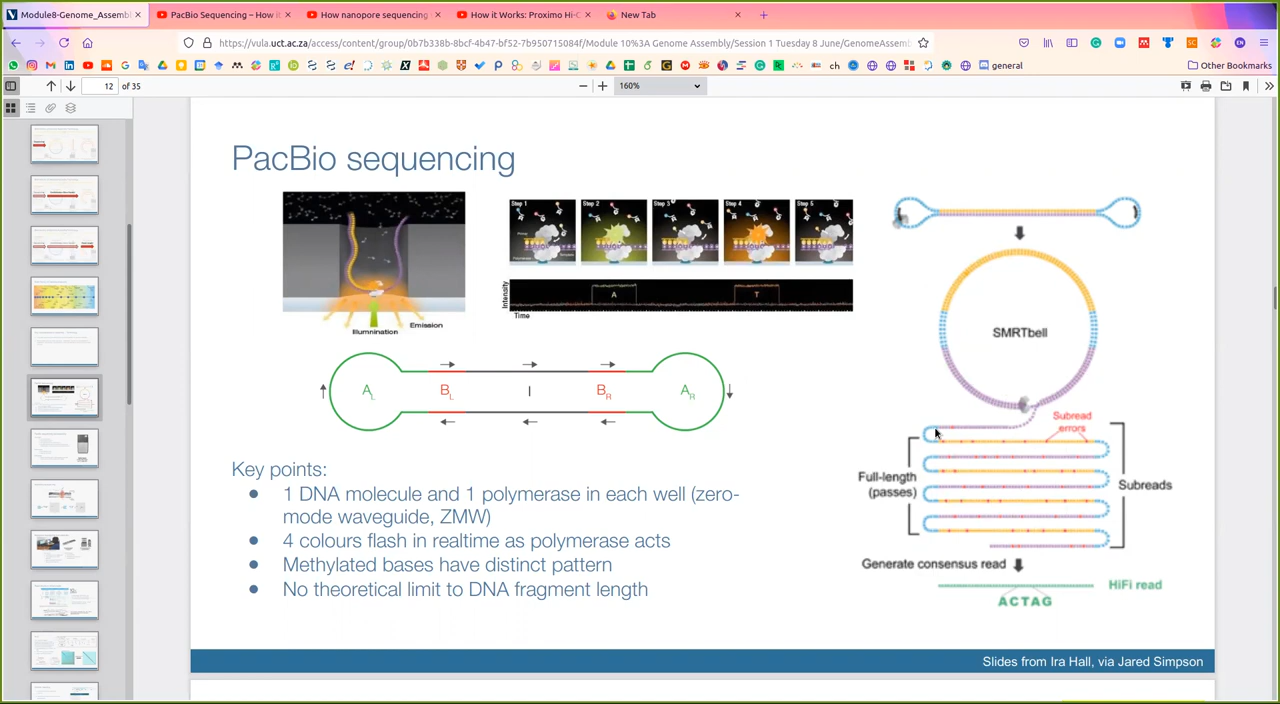 Module8-Genome_Assembl
PacBio Sequencing – How it
How nanopore sequencing
How it Works: Proximo Hi-C
New Tab
https://vula.uct.ac.za/access/content/group/0b7b338b-8bcf-4b47-bf52-7b950715084f/Module 10%3A Genome Assembly/Session 1 Tuesday 8 June/GenomeAssemb
ch
general
Other Bookmarks
12 of 35
160%
PacBio sequencing
Step 1 Step 2 Step 3 Step 4 Step 5
Intensity
A T
Time
Illumination
Emission
SMRTbell
A L
B L
I
B R
A R
Subread
errors
Full-length
(passes)
Subreads
Generate consensus read
HiFi read
ACTAG
Key points:
● 1 DNA molecule and 1 polymerase in each well (zero-
mode waveguide, ZMW)
● 4 colours flash in realtime as polymerase acts
● Methylated bases have distinct pattern
● No theoretical limit to DNA fragment length
Slides from Ira Hall, via Jared Simpson